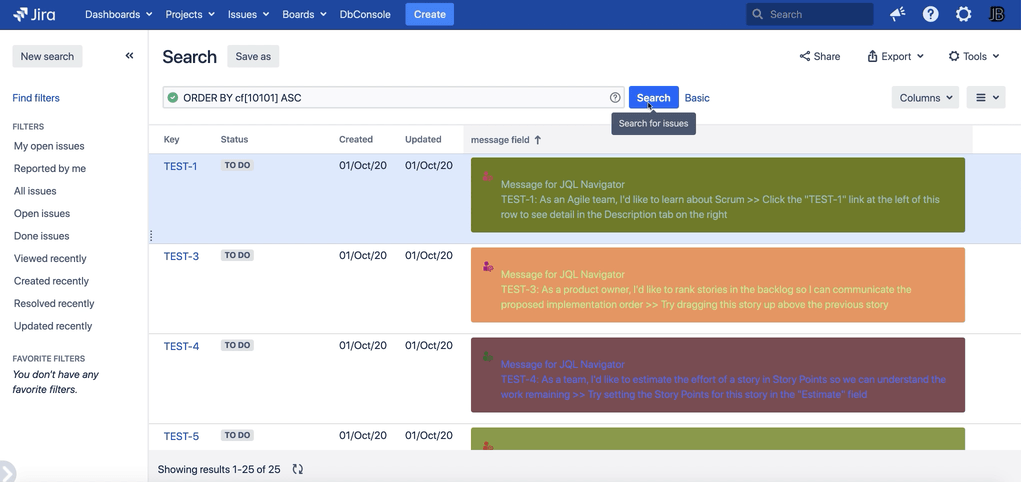 Jira
Dashboards
Projects
Issues
Boards
DbConsole
Create
Search
JB
New search
Find filters
FILTERS
My open issues
Reported by me
All issues
Open issues
Done issues
Viewed recently
Created recently
Resolved recently
Updated recently
FAVORITE FILTERS
You don't have any
favorite filters.
Search
Save as
Share
Export
Tools
ORDER BY cf[10101] ASC
Search
Basic
Columns
Search for issues
Key Status Created Updated message field
TEST-1 TO DO 01/Oct/20 01/Oct/20
Message for JQL Navigator
TEST-1: As an Agile team, I'd like to learn about Scrum >> Click the "TEST-1" link at the left of this
row to see detail in the Description tab on the right
TEST-3 TO DO 01/Oct/20 01/Oct/20
Message for JQL Navigator
TEST-3: As a product owner, I'd like to rank stories in the backlog so I can communicate the
proposed implementation order >> Try dragging this story up above the previous story
TEST-4 TO DO 01/Oct/20 01/Oct/20
Message for JQL Navigator
TEST-4: As a team, I'd like to estimate the effort of a story in Story Points so we can understand the
work remaining >> Try setting the Story Points for this story in the "Estimate" field
TEST-5 TO DO 01/Oct/20 01/Oct/20
Showing results 1-25 of 25